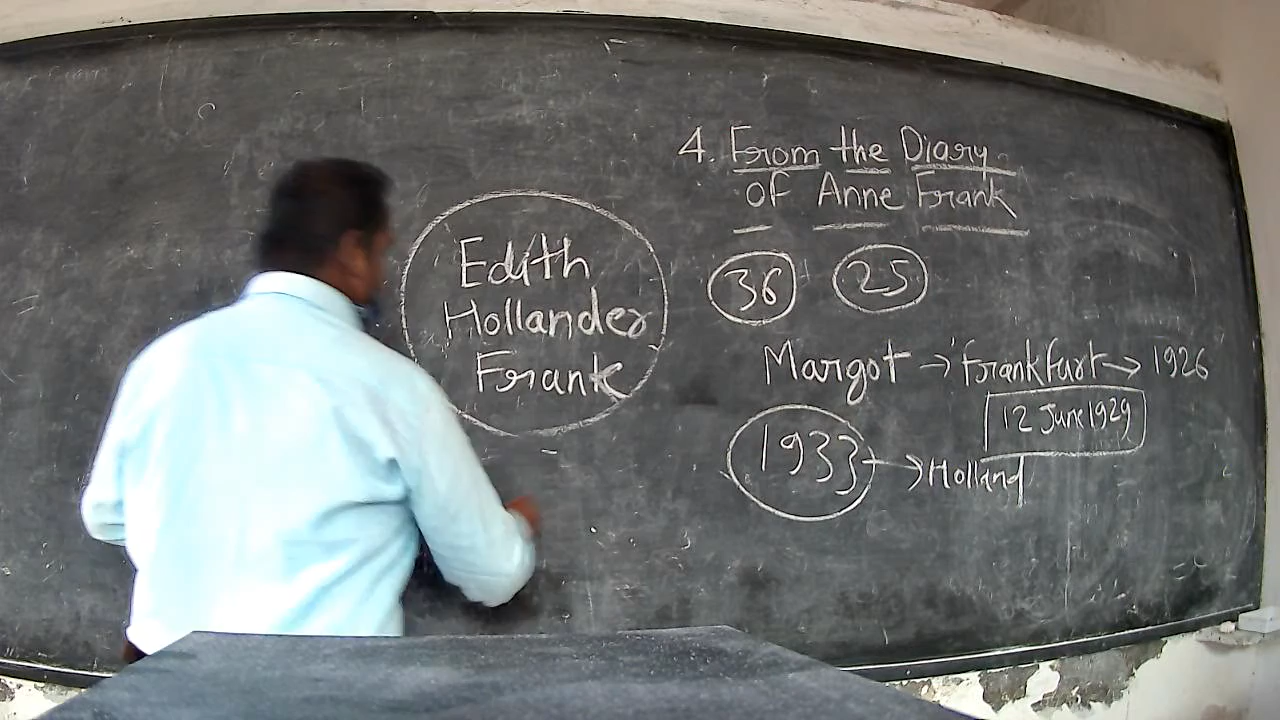 4. From the Diary
of Anne Frank
Edith
Hollander
Frank
36 25
Margot → Frankfurt → 1926
12 June 1929
1933 → Holland